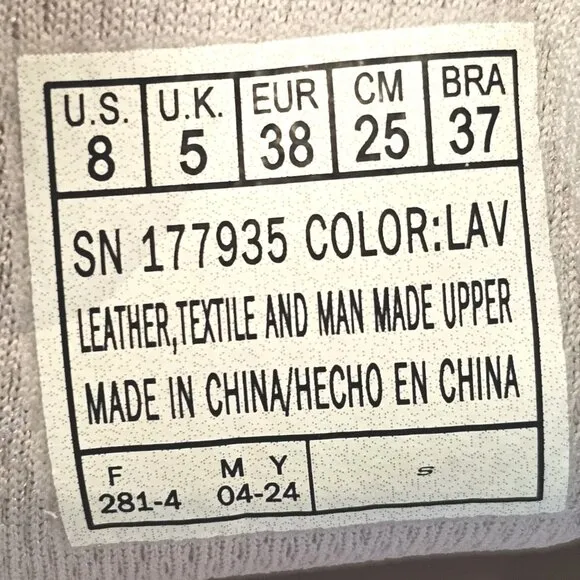 U.S. U.K. EUR CM BRA
8 5 38 25 37
SN 177935 COLOR:LAV
LEATHER,TEXTILE AND MAN MADE UPPER
MADE IN CHINA/HECHO EN CHINA
F M Y S
281-4 04-24